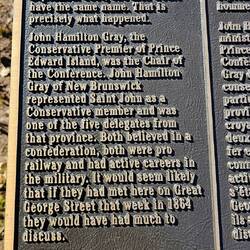 have the same name. That is
precisely what happened.
John Hamilton Gray, the
Conservative Premier of Prince
Edward Island, was the Chair of
the Conference. John Hamilton
Gray of New Brunswick
represented Saint John as a
Conservative member and was
one of the five delegates from
that province. Both believed in a
confederation, both were pro
railway and had active careers in
the military. It would seem likely
that if they had met here on Great
George Street that week in 1864
they would have had much to
discuss.
John